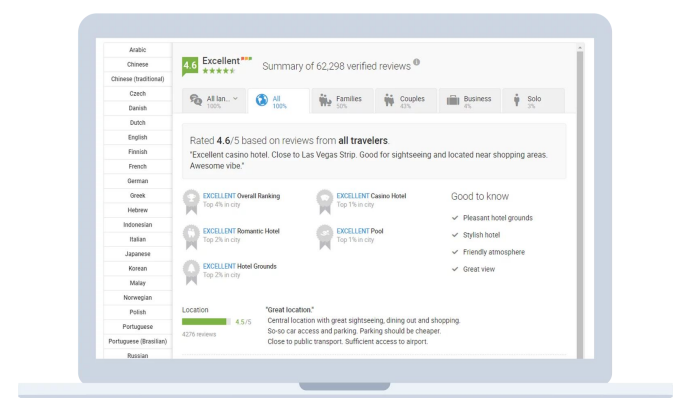 Arabic
Chinese
Chinese (traditional)
Czech
Danish
Dutch
English
Finnish
French
German
Greek
Hebrew
Indonesian
Italian
Japanese
Korean
Malay
Norwegian
Polish
Portuguese
Portuguese (Brasilian)
Russian
4.6 Excellent
Summary of 62,298 verified reviews
All lan...
100%
All
100%
Families
50%
Couples
43%
Business
4%
Solo
3%
Rated 4.6/5 based on reviews from all travelers.
"Excellent casino hotel. Close to Las Vegas Strip. Good for sightseeing and located near shopping areas.
Awesome vibe."
EXCELLENT Overall Ranking
Top 4% in city
EXCELLENT Casino Hotel
Top 1% in city
EXCELLENT Romantic Hotel
Top 2% in city
EXCELLENT Pool
Top 1% in city
EXCELLENT Hotel Grounds
Top 2% in city
Good to know
Pleasant hotel grounds
Stylish hotel
Friendly atmosphere
Great view
Location
4.5/5
4276 reviews
"Great location."
Central location with great sightseeing, dining out and shopping.
So-so car access and parking. Parking should be cheaper.
Close to public transport. Sufficient access to airport.